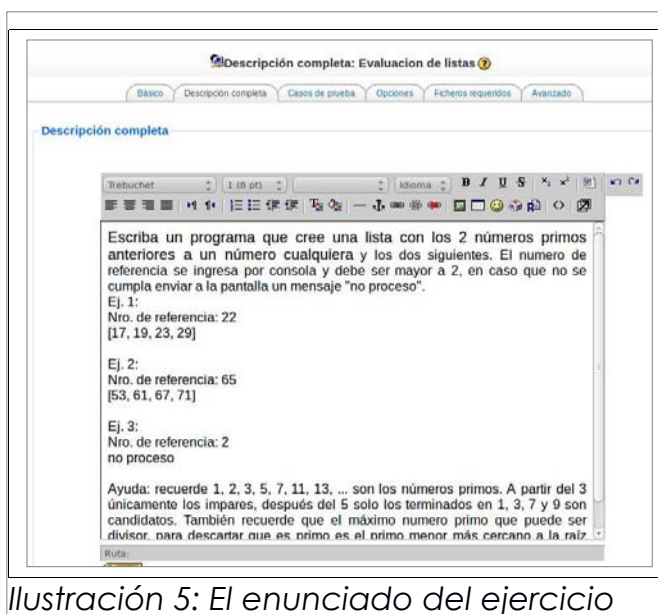 Descripción completa: Evaluacion de listas
Básico Descripción completa Casos de prueba Opciones Ficheros requeridos Avanzado
Descripción completa
Trebuchet 1 (8 pt) Idioma B I U S
Escriba un programa que cree una lista con los 2 números primos
anteriores a un número cualquiera y los dos siguientes. El numero de
referencia se ingresa por consola y debe ser mayor a 2, en caso que no se
cumpla enviar a la pantalla un mensaje "no proceso".
Ej. 1:
Nro. de referencia: 22
[17, 19, 23, 29]
Ej. 2:
Nro. de referencia: 65
[53, 61, 67, 71]
Ej. 3:
Nro. de referencia: 2
no proceso
Ayuda: recuerde 1, 2, 3, 5, 7, 11, 13, ... son los números primos. A partir del 3
únicamente los impares, después del 5 solo los terminados en 1, 3, 7 y 9 son
candidatos. También recuerde que el máximo numero primo que puede ser
divisor, para descartar que es primo es el primo menor más cercano a la raíz
Ruta:
Ilustración 5: El enunciado del ejercicio